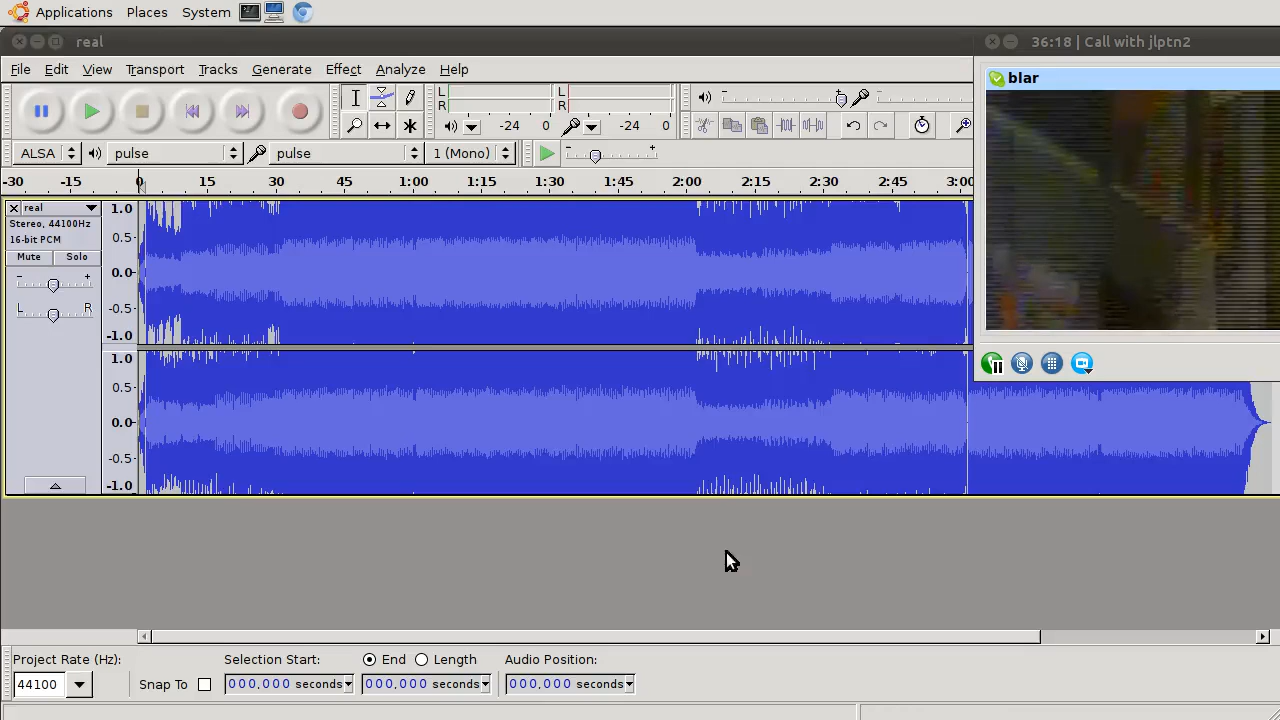 Applications Places System
real
36:18 | Call with jlptn2
File Edit View Transport Tracks Generate Effect Analyze Help
blar
L
R
-24 0
L
R
-24 0
ALSA pulse pulse 1 (Mono)
-30 -15 0 15 30 45 1:00 1:15 1:30 1:45 2:00 2:15 2:30 2:45 3:00
real
Stereo, 44100Hz
16-bit PCM
Mute Solo
- +
L R
1.0
0.5
0.0
-0.5
-1.0
1.0
0.5
0.0
-0.5
-1.0
Project Rate (Hz): Selection Start: End Length Audio Position:
44100 Snap To 000,000 seconds 000,000 seconds 000,000 seconds